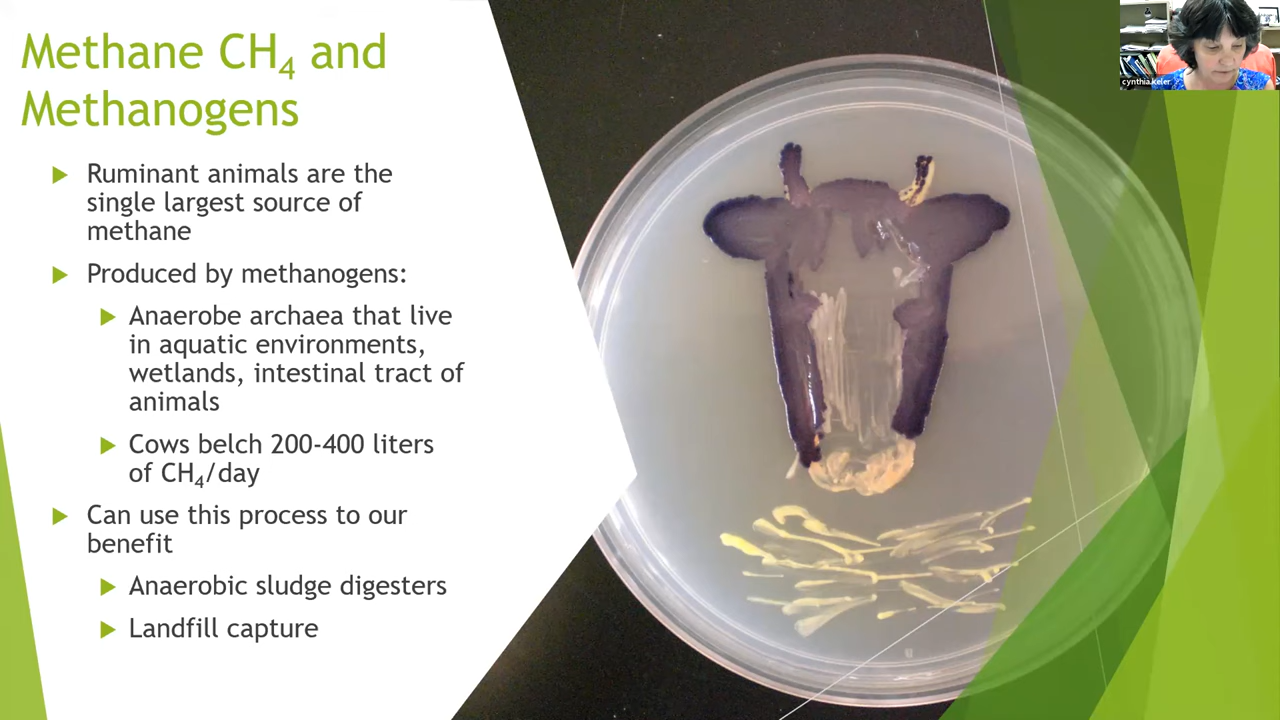 Methane CH₄ and
Methanogens
Ruminant animals are the
single largest source of
methane
Produced by methanogens:
Anaerobe archaea that live
in aquatic environments,
wetlands, intestinal tract of
animals
Cows belch 200-400 liters
of CH₄/day
Can use this process to our
benefit
Anaerobic sludge digesters
Landfill capture
cynthia.keler